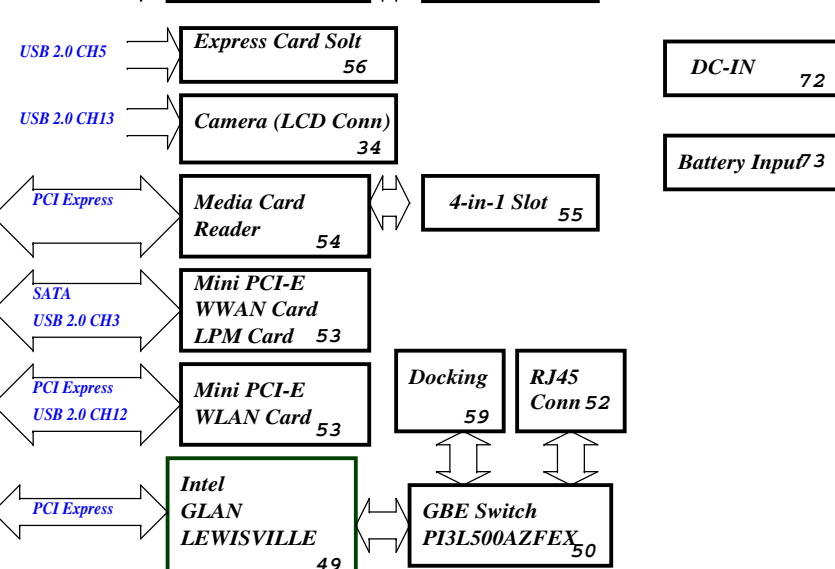 USB 2.0 CH5
Express Card Solt
56
DC-IN
72
USB 2.0 CH13
Camera (LCD Conn)
34
Battery Input
73
PCI Express
Media Card
Reader
54
4-in-1 Slot
55
SATA
USB 2.0 CH3
Mini PCI-E
WWAN Card
LPM Card 53
PCI Express
USB 2.0 CH12
Mini PCI-E
WLAN Card
53
Docking
59
RJ45
Conn 52
PCI Express
Intel
GLAN
LEWISVILLE
49
GBE Switch
PI3L500AZFEX
50